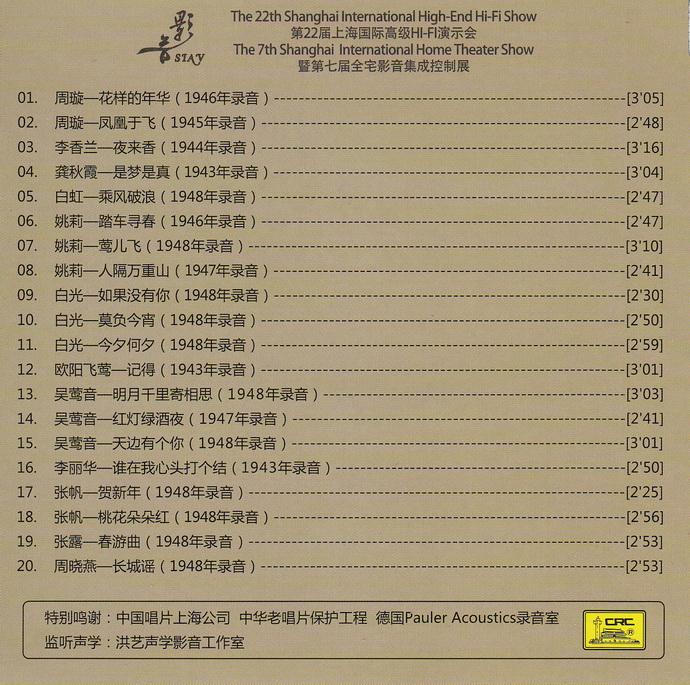 The 22th Shanghai International High-End Hi-Fi Show
第22届上海国际高级HI-FI演示会
The 7th Shanghai International Home Theater Show
暨第七届全宅影音集成控制展
影音
STAY
01. 周璇—花样的年华（1946年录音）[3'05]
02. 周璇—凤凰于飞（1945年录音）[2'48]
03. 李香兰—夜来香（1944年录音）[3'16]
04. 龚秋霞—是梦是真（1943年录音）[3'04]
05. 白虹—乘风破浪（1948年录音）[2'47]
06. 姚莉—踏车寻春（1946年录音）[2'47]
07. 姚莉—莺儿飞（1948年录音）[3'10]
08. 姚莉—人隔万重山（1947年录音）[2'41]
09. 白光—如果没有你（1948年录音）[2'30]
10. 白光—莫负今宵（1948年录音）[2'50]
11. 白光—今夕何夕（1948年录音）[2'59]
12. 欧阳飞莺—记得（1943年录音）[3'01]
13. 吴莺音—明月千里寄相思（1948年录音）[3'03]
14. 吴莺音—红灯绿酒夜（1947年录音）[2'41]
15. 吴莺音—天边有个你（1948年录音）[3'01]
16. 李丽华—谁在我心头打个结（1943年录音）[2'50]
17. 张帆—贺新年（1948年录音）[2'25]
18. 张帆—桃花朵朵红（1948年录音）[2'56]
19. 张露—春游曲（1948年录音）[2'53]
20. 周晓燕—长城谣（1948年录音）[2'53]
特别鸣谢：中国唱片上海公司 中华老唱片保护工程 德国Pauler Acoustics录音室
监听声学：洪艺声学影音工作室
CRC ®